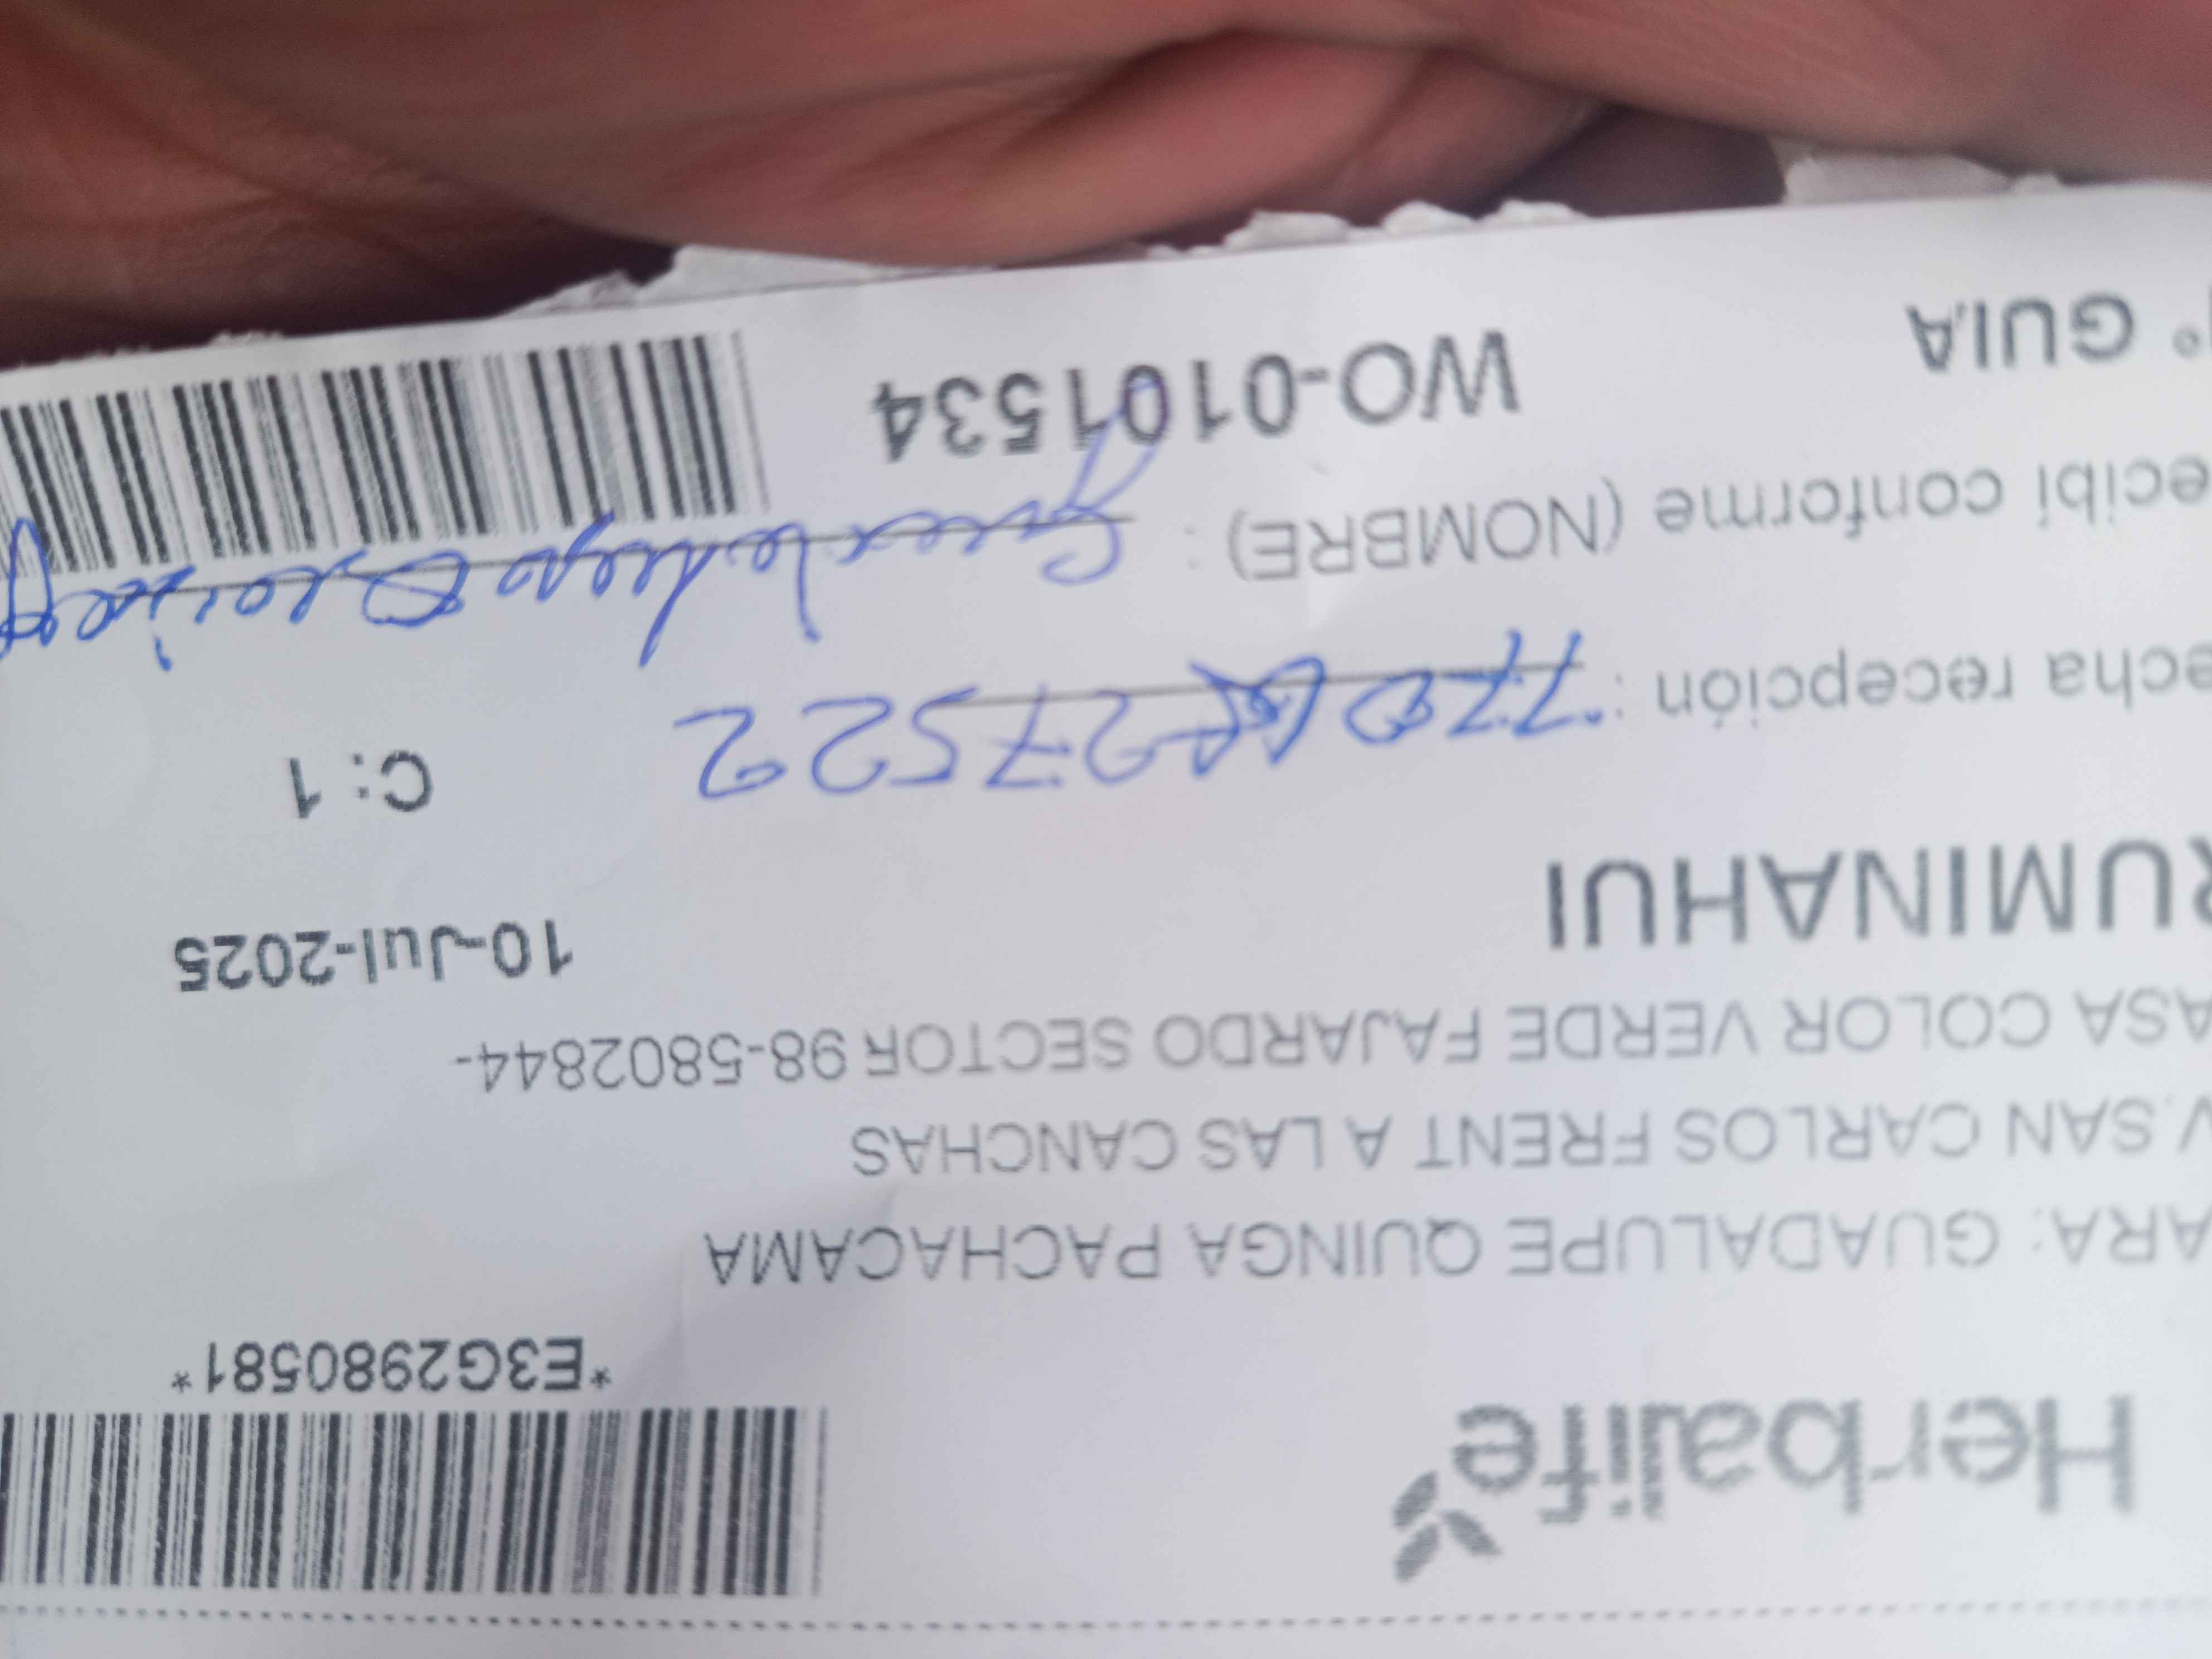 Herbalife
*E3G2980581*
ARA: GUADALUPE QUINGA PACHACAMA
V.SAN CARLOS FRENT A LAS CANCHAS
ASA COLOR VERDE FAJARDO SECTOR 98-5802844-
RUMINAHUI
10-Jul-2025
C: 1
echa recepción :
ecibi conforme (NOMBRE) :
° GUIA WO-0101534